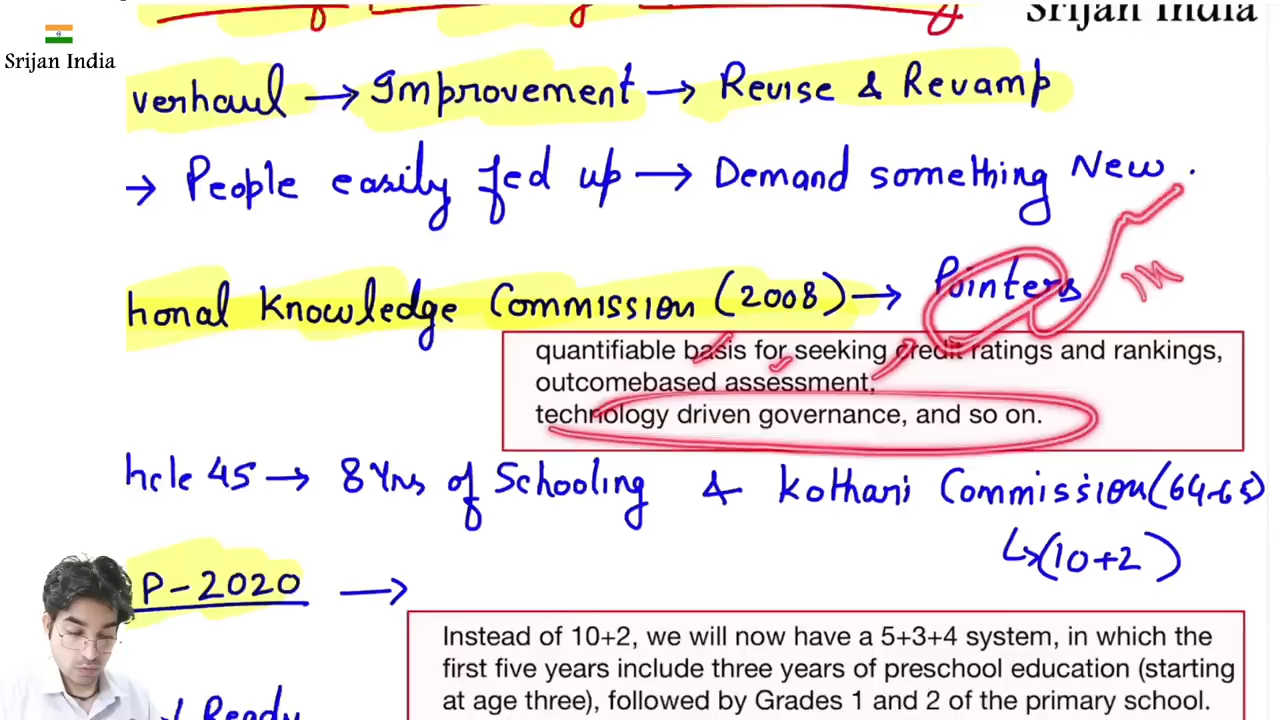 Srijan India
Srijan India
verhaul → Improvement → Revise & Revamp
→ People easily fed up → Demand something New.
honal Knowledge Commission (2008) → Pointers
quantifiable basis for seeking credit ratings and rankings,
outcomebased assessment,
technology driven governance, and so on.
hcle 45 → 8 Yrs of Schooling & Kothari Commission (64-65)
↳ (10+2)
P-2020 →
Instead of 10+2, we will now have a 5+3+4 system, in which the
first five years include three years of preschool education (starting
at age three), followed by Grades 1 and 2 of the primary school.
Ready